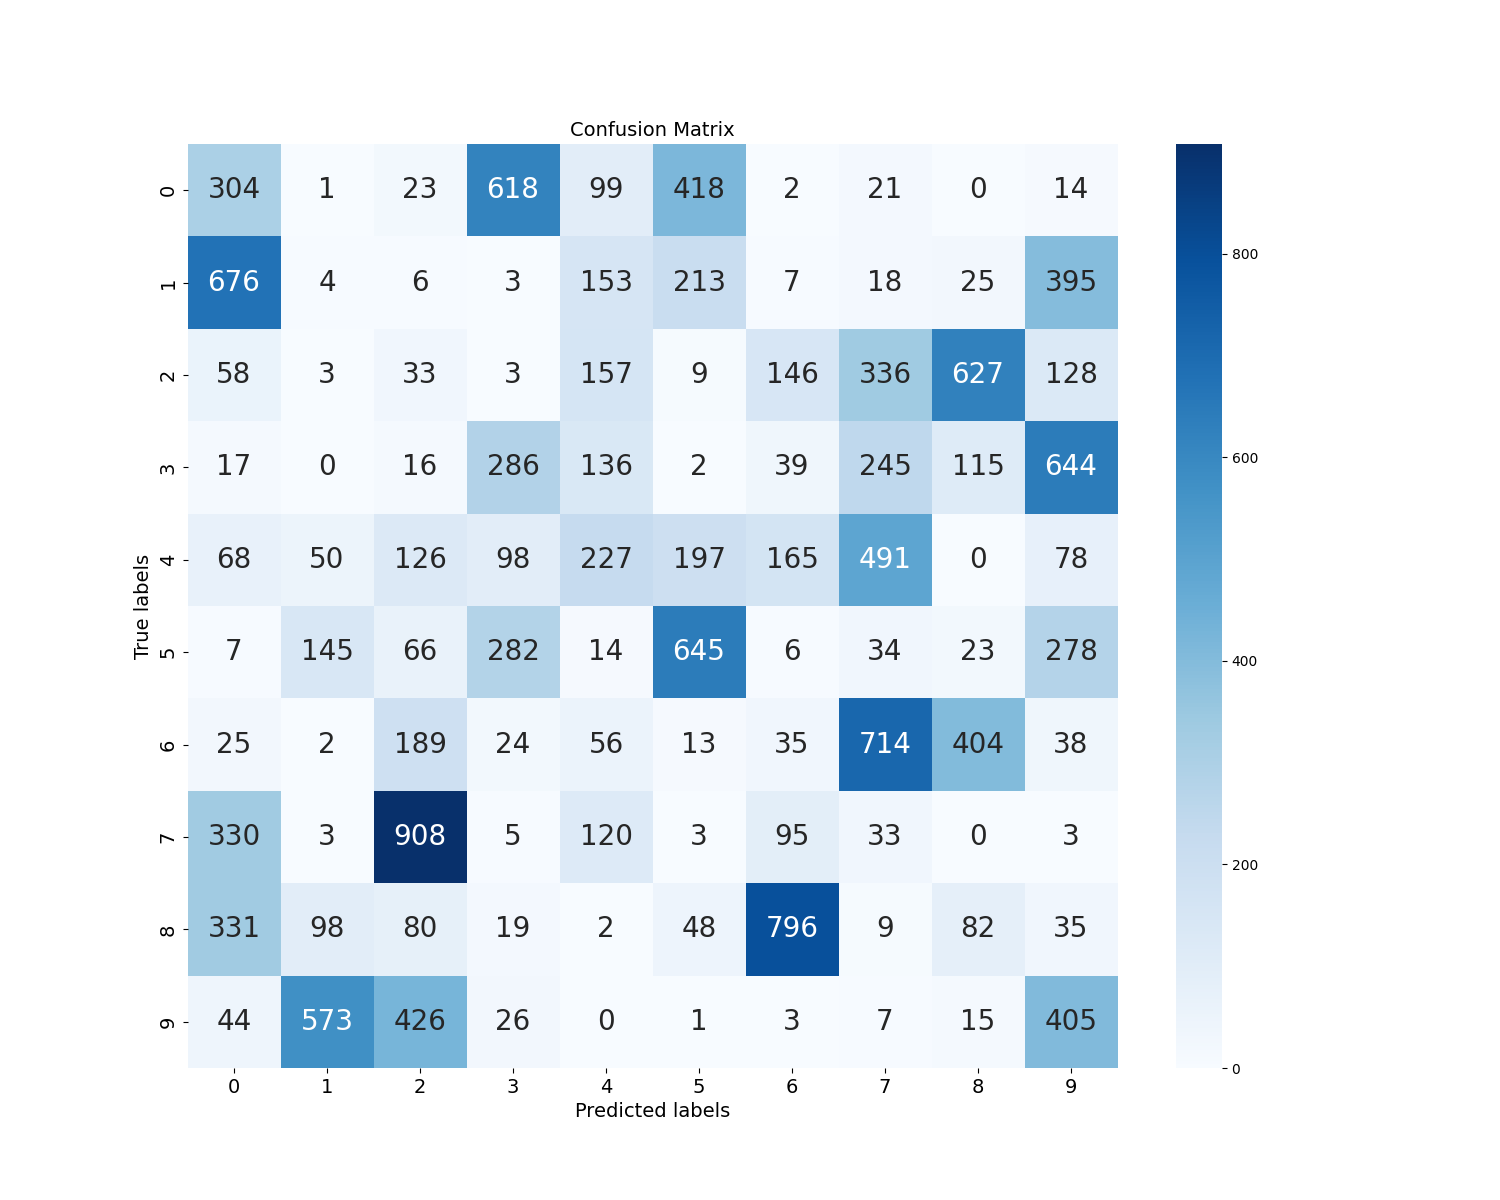 Confusion Matrix
0 304 1 23 618 99 418 2 21 0 14
1 676 4 6 3 153 213 7 18 25 395
2 58 3 33 3 157 9 146 336 627 128
3 17 0 16 286 136 2 39 245 115 644
4 68 50 126 98 227 197 165 491 0 78
5 7 145 66 282 14 645 6 34 23 278
6 25 2 189 24 56 13 35 714 404 38
7 330 3 908 5 120 3 95 33 0 3
8 331 98 80 19 2 48 796 9 82 35
9 44 573 426 26 0 1 3 7 15 405
0 1 2 3 4 5 6 7 8 9
Predicted labels
True labels
800
600
400
200
0